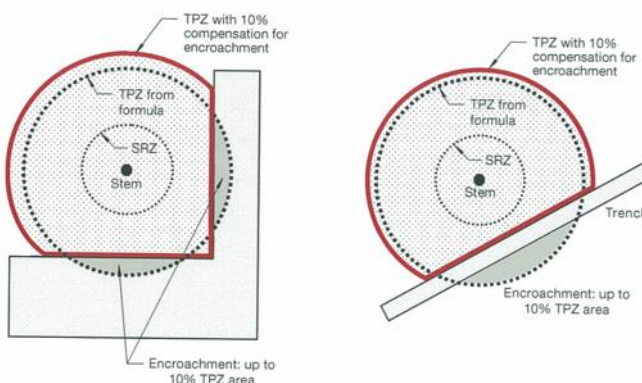 TPZ with 10%
compensation for
encroachment
TPZ from
formula
SRZ
Stem
Encroachment: up to
10% TPZ area
TPZ with 10%
compensation for
encroachment
TPZ from
formula
SRZ
Stem
Trench
Encroachment: up to
10% TPZ area